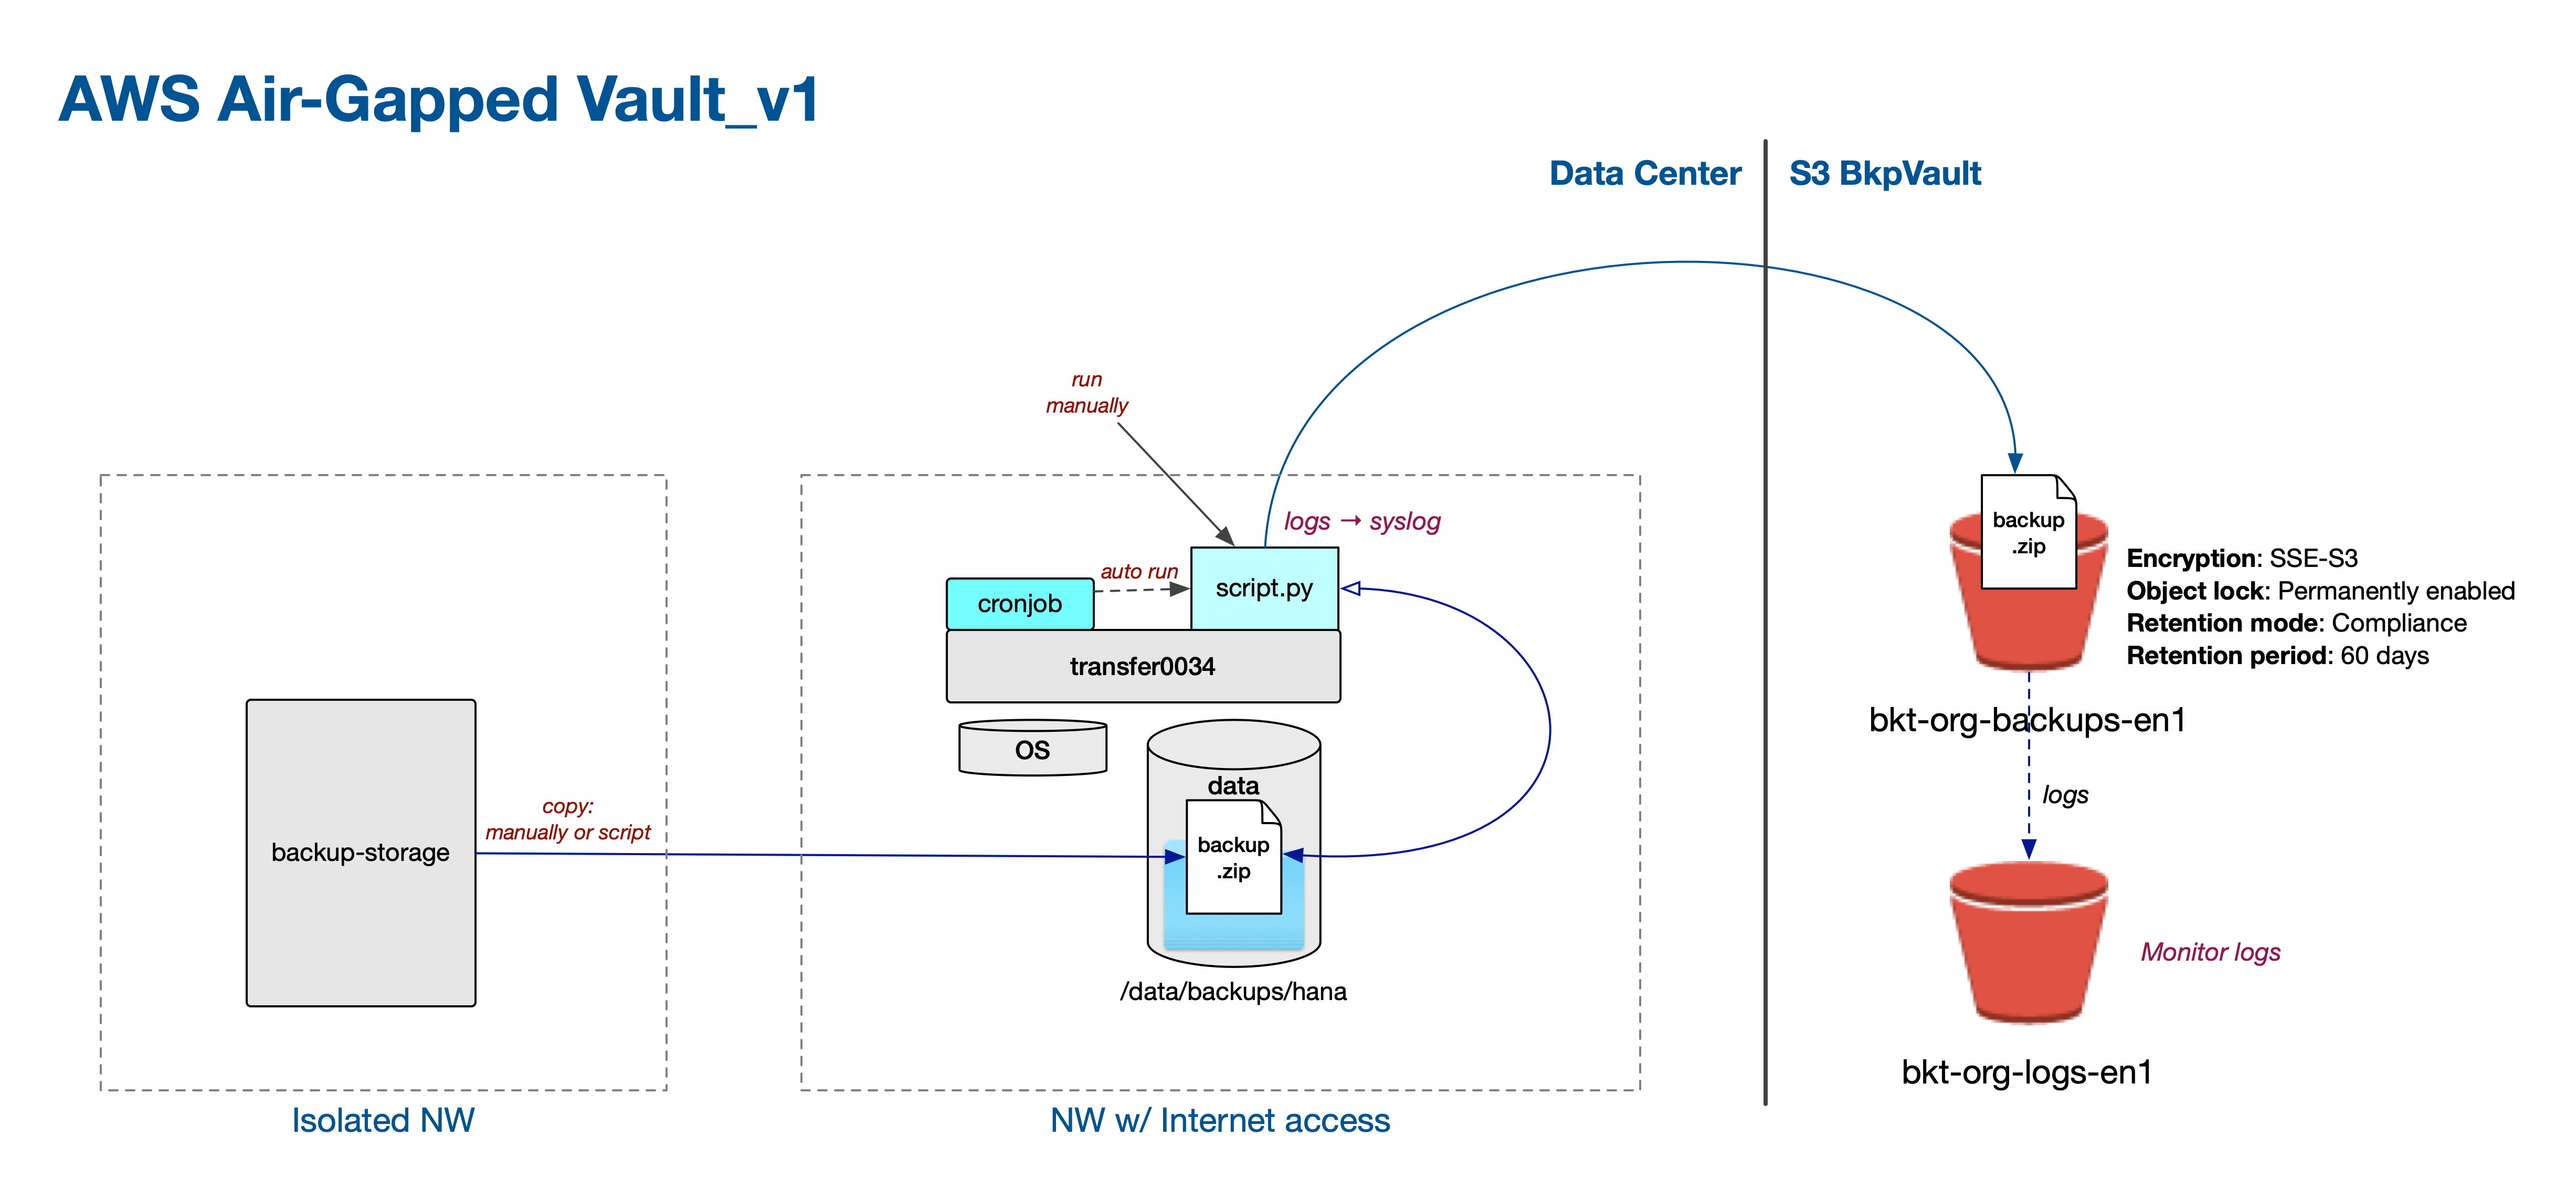 AWS Air-Gapped Vault_v1
Data Center
S3 BkpVault
run
manually
logs → syslog
auto run
cronjob
script.py
transfer0034
OS
data
backup
.zip
/data/backups/hana
copy:
manually or script
backup-storage
Isolated NW
NW w/ Internet access
backup
.zip
Encryption: SSE-S3
Object lock: Permanently enabled
Retention mode: Compliance
Retention period: 60 days
bkt-org-backups-en1
logs
Monitor logs
bkt-org-logs-en1